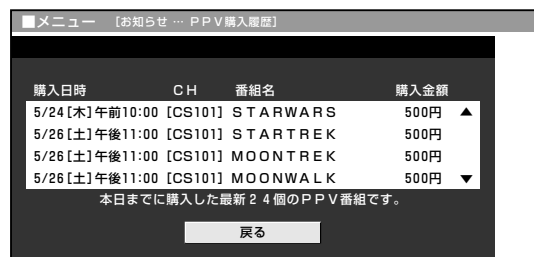 ■メニュー [お知らせ … ＰＰＶ購入履歴]
購入日時 ＣＨ 番組名 購入金額
5/24[木]午前10:00 [CS101] ＳＴＡＲＷＡＲＳ 500円 ▲
5/26[土]午後11:00 [CS101] ＳＴＡＲＴＲＥＫ 500円
5/26[土]午後11:00 [CS101] ＭＯＯＮＴＲＥＫ 500円
5/26[土]午後11:00 [CS101] ＭＯＯＮＷＡＬＫ 500円 ▼
本日までに購入した最新２４個のＰＰＶ番組です。
戻る